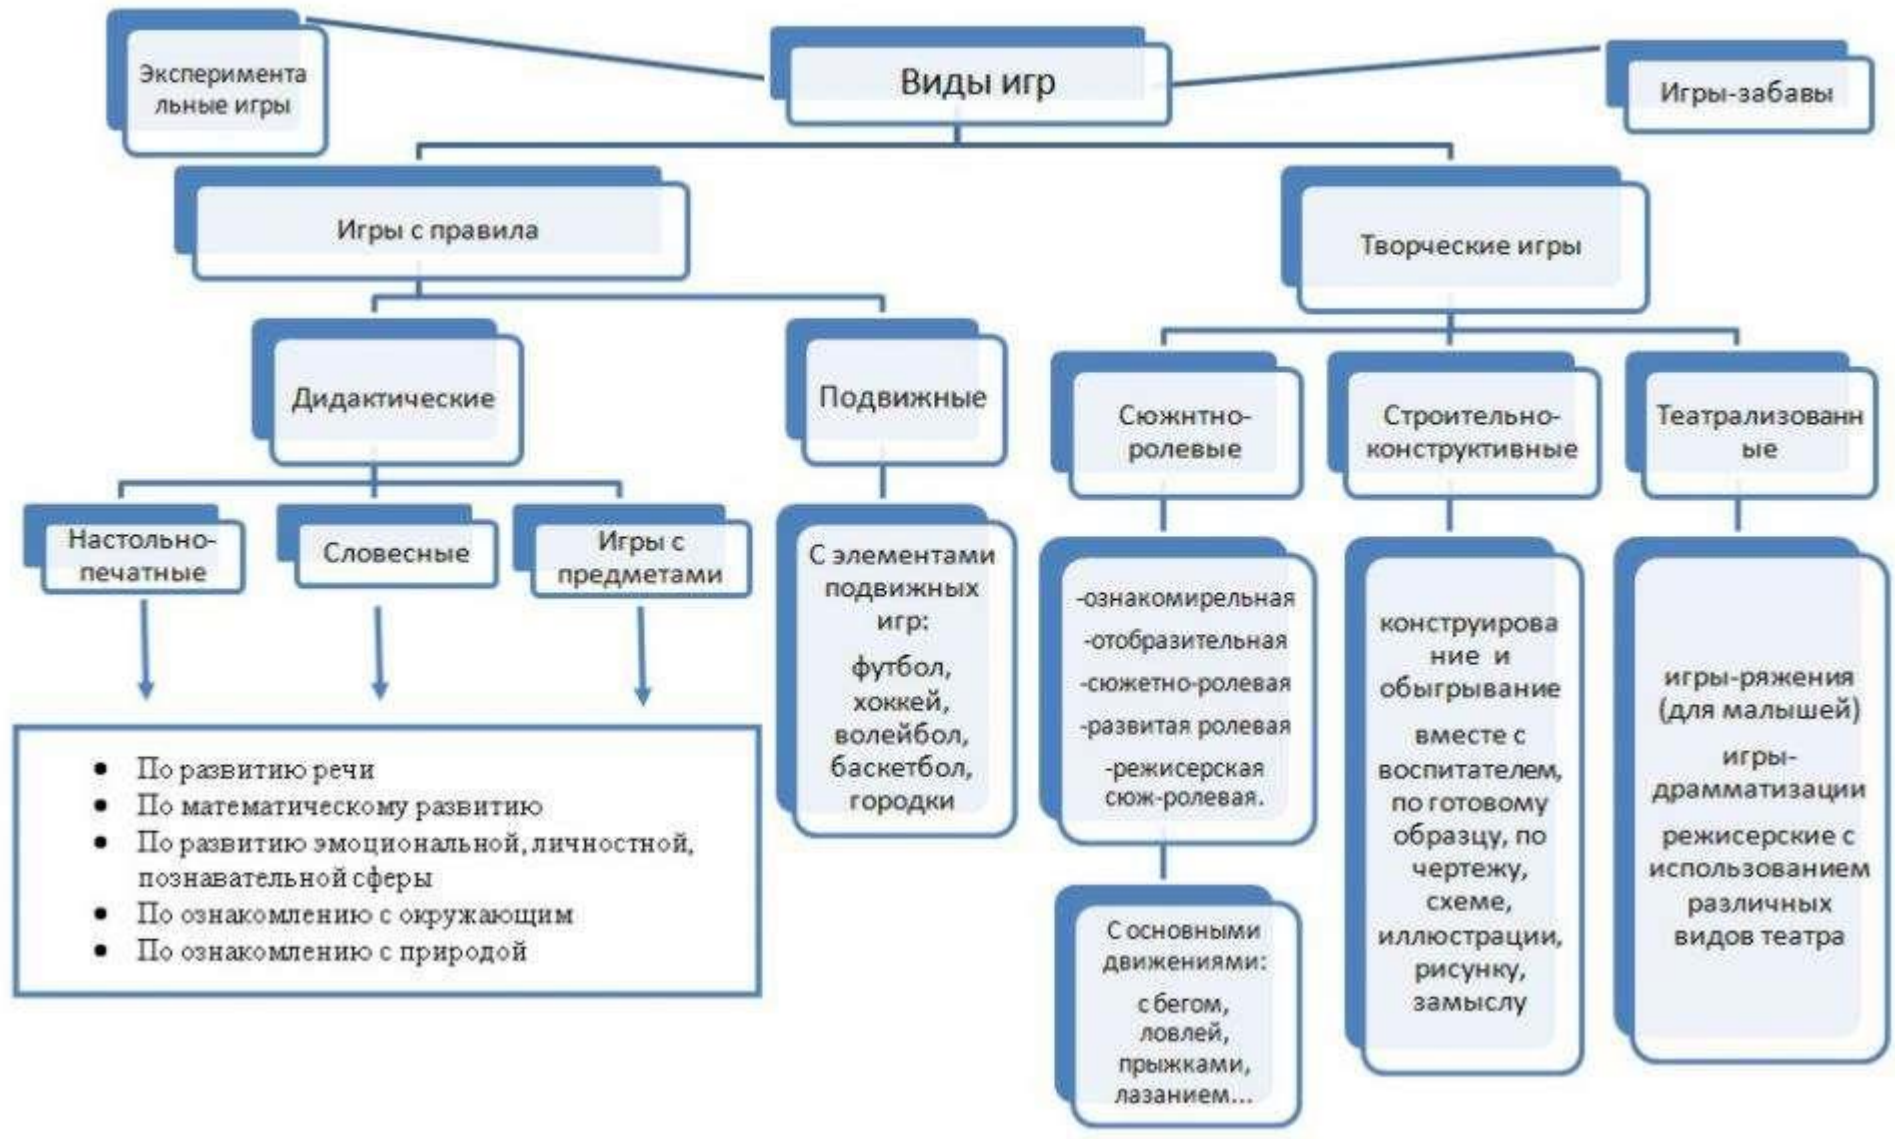 Эксперимента
льные игры
Виды игр
Игры-забавы
Игры с правила
Творческие игры
Дидактические
Подвижные
Сюжнтно-
ролевые
Строительно-
конструктивные
Театрализованн
ые
Настольно-
печатные
Словесные
Игры с
предметами
• По развитию речи
• По математическому развитию
• По развитию эмоциональной, личностной,
познавательной сферы
• По ознакомлению с окружающим
• По ознакомлению с природой
С элементами
подвижных
игр:
футбол,
хоккей,
волейбол,
баскетбол,
городки
-ознакомирельная
-отобразительная
-сюжетно-ролевая
-развитая ролевая
-режисерская
сюж-ролевая.
С основными
движениями:
с бегом,
ловлей,
прыжками,
лазанием...
конструирова
ние и
обыгрывание
вместе с
воспитателем,
по готовому
образцу, по
чертежу,
схеме,
иллюстрации,
рисунку,
замыслу
игры-ряжения
(для малышей)
игры-
драмматизации
режисерские с
использованием
различных
видов театра